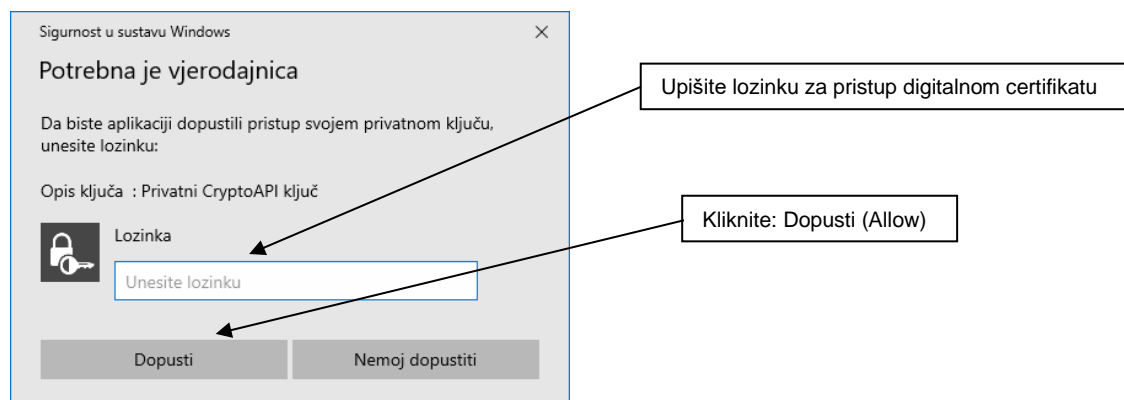 Sigurnost u sustavu Windows
Potrebna je vjerodajnica
Da biste aplikaciji dopustili pristup svojem privatnom ključu,
unesite lozinku:
Opis ključa : Privatni CryptoAPI ključ
Lozinka
Unesite lozinku
Dopusti
Nemoj dopustiti
Upišite lozinku za pristup digitalnom certifikatu
Kliknite: Dopusti (Allow)